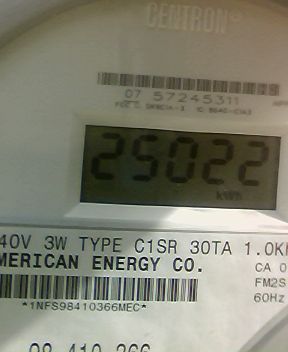 CENTRON®
07 57245311
25022
kWh
40V 3W TYPE C1SR 30TA 1.0K
MERICAN ENERGY CO.
CA 0
FM2S
60Hz
*1NFS98410366MEC*
08 410 366